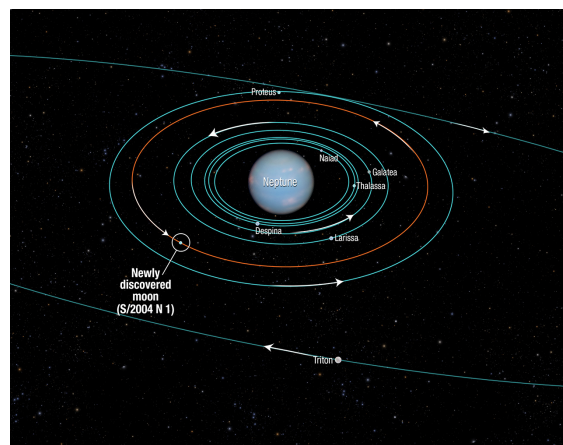 Proteus
Naiad
Galatea
Neptune
Thalassa
Despina
Larissa
Newly
discovered
moon
(S/2004 N 1)
Triton